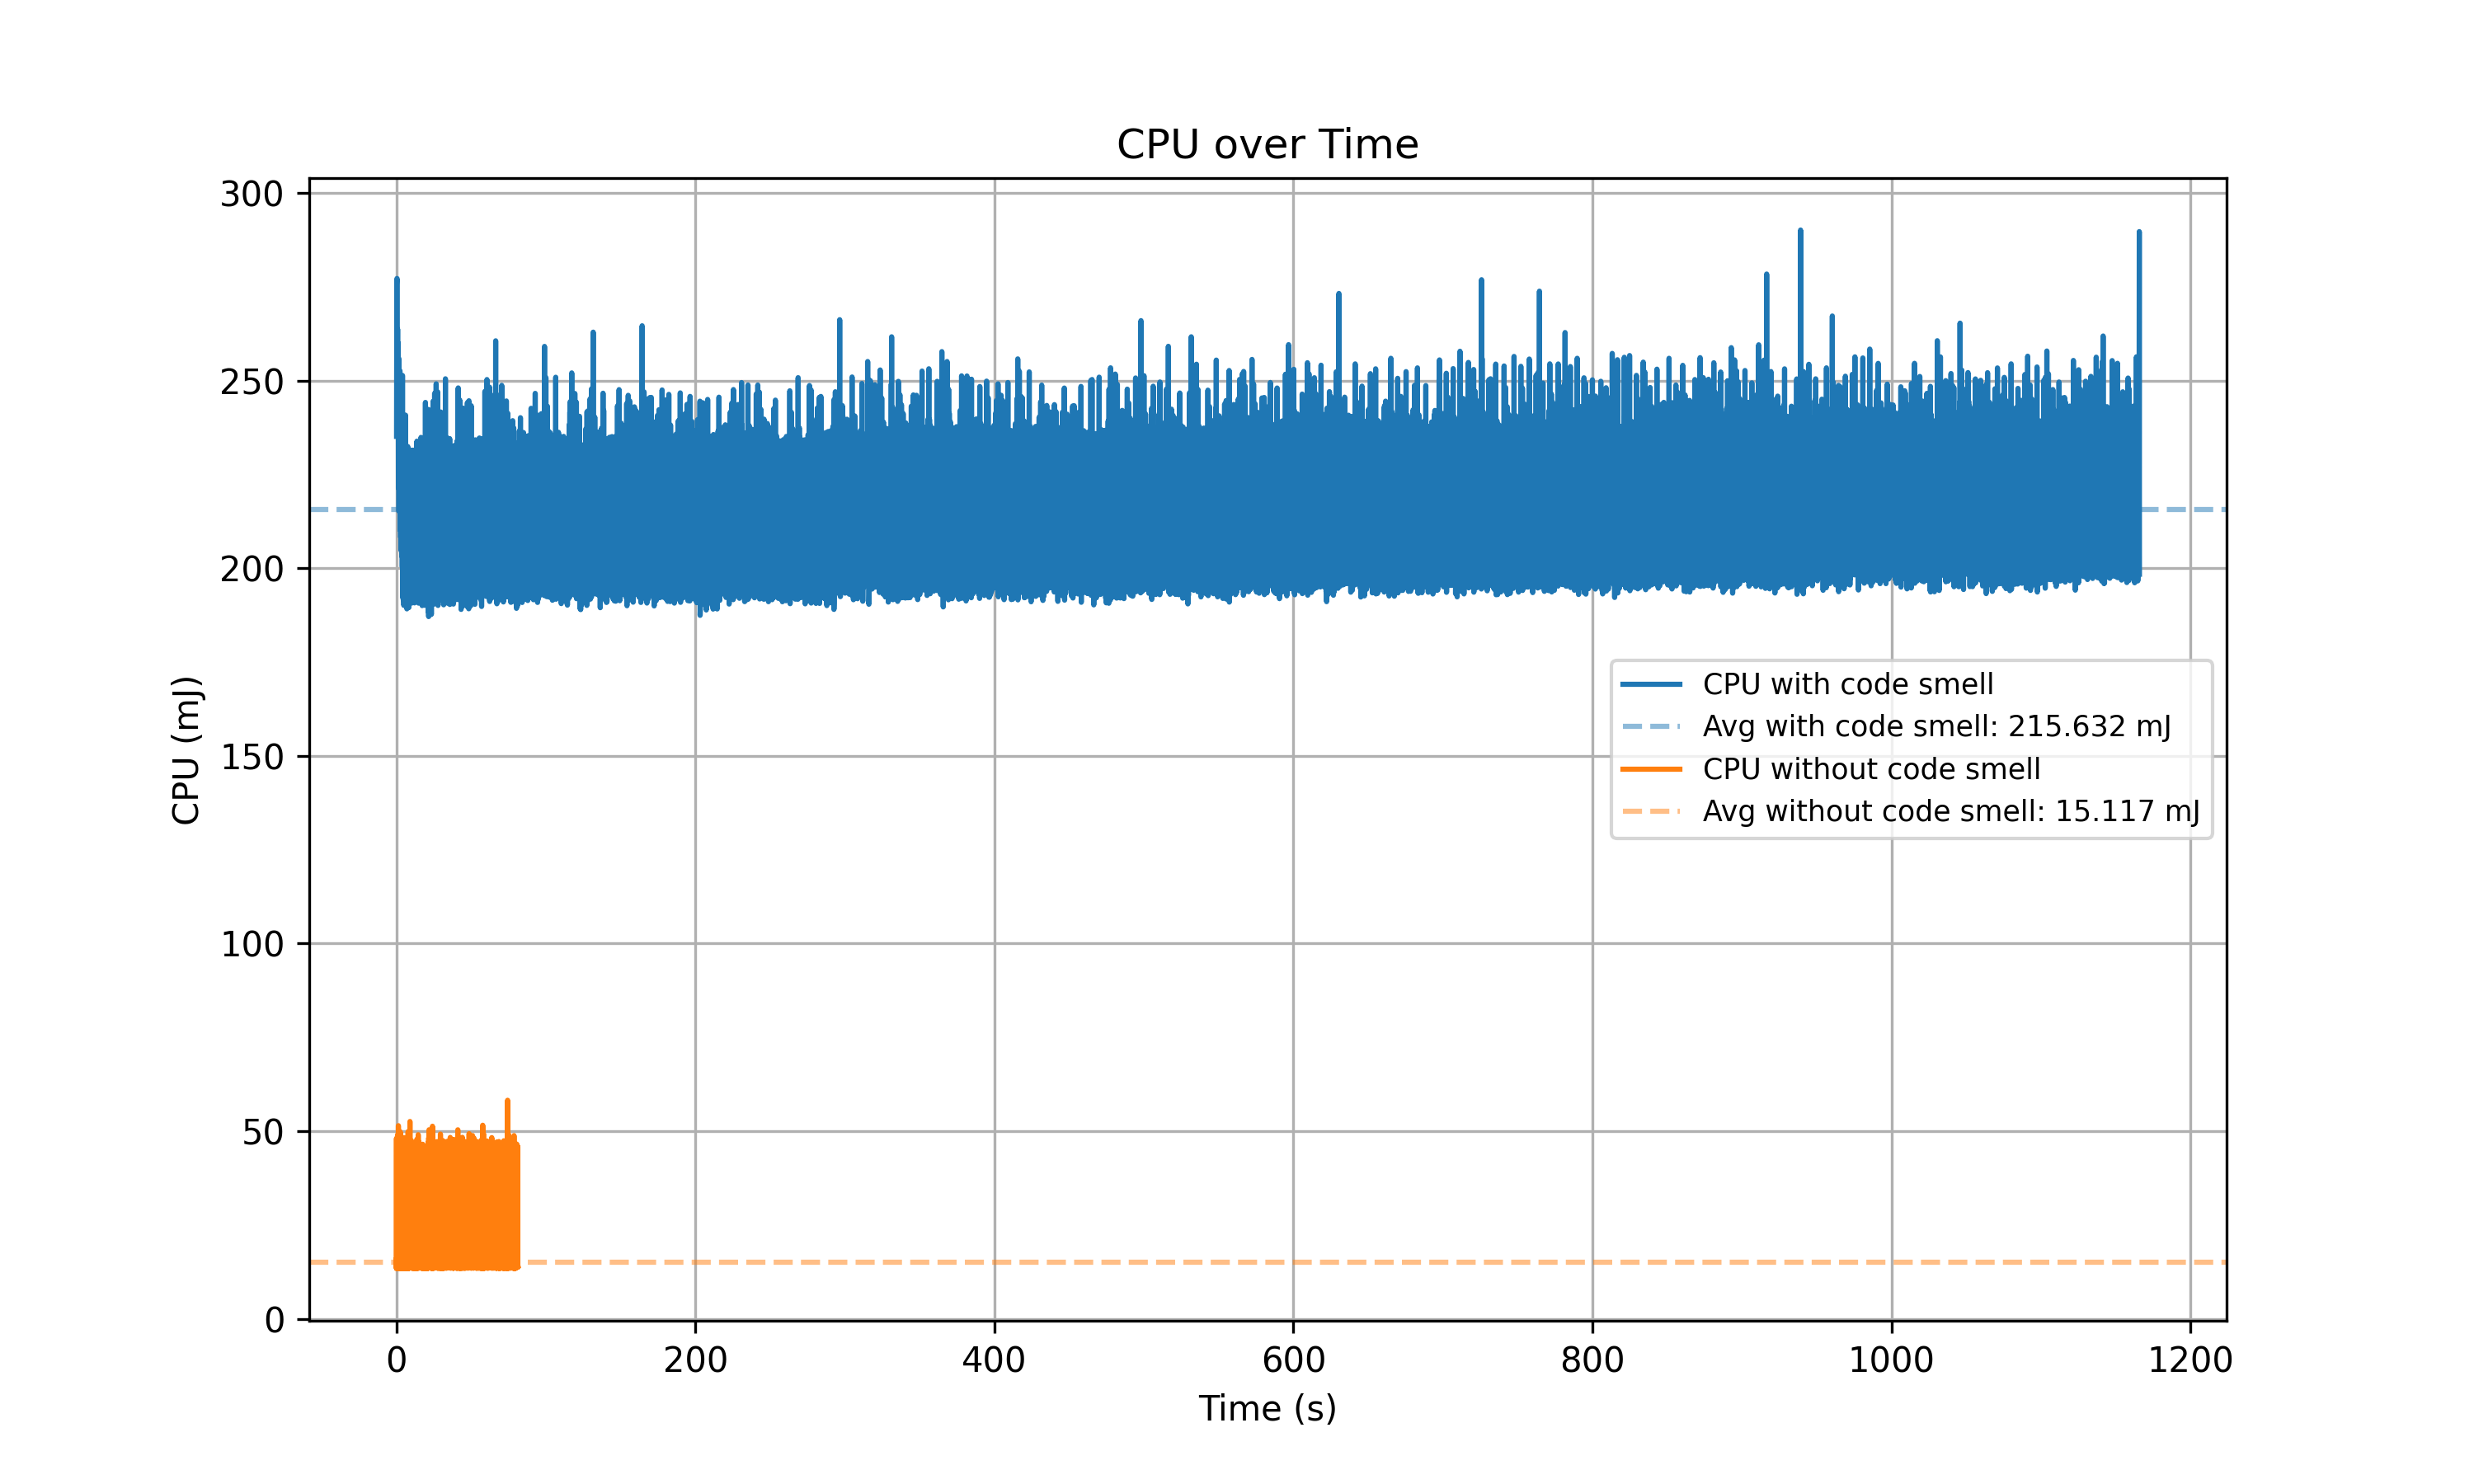 CPU over Time
300
250
200
150
100
50
0
CPU (mJ)
CPU with code smell
Avg with code smell: 215.632 mJ
CPU without code smell
Avg without code smell: 15.117 mJ
0 200 400 600 800 1000 1200
Time (s)